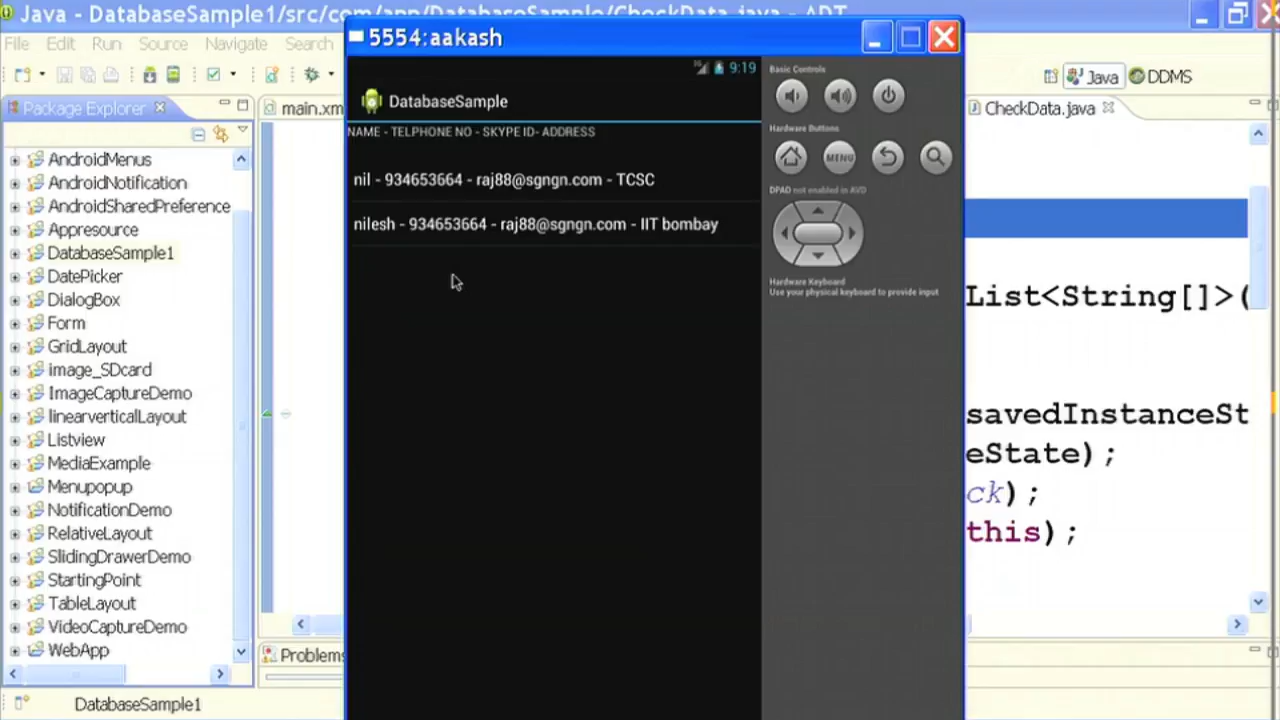 Java - DatabaseSample1/src/com/app/DatabaseSample/CheckData.java - ADT
File Edit Run Source Navigate Search
5554:aakash
Java DDMS
Package Explorer
main.xm
CheckData.java
AndroidMenus
AndroidNotification
AndroidSharedPreference
Appresource
DatabaseSample1
DatePicker
DialogBox
Form
GridLayout
image_SDcard
ImageCaptureDemo
linearverticalLayout
Listview
MediaExample
Menupopup
NotificationDemo
RelativeLayout
SlidingDrawerDemo
StartingPoint
TableLayout
VideoCaptureDemo
WebApp
DatabaseSample1
3G 9:19
DatabaseSample
NAME - TELPHONE NO - SKYPE ID- ADDRESS
nil - 934653664 - raj88@sgngn.com - TCSC
nilesh - 934653664 - raj88@sgngn.com - IIT bombay
Basic Controls
Hardware Buttons
MENU
DPAD not enabled in AVD
Hardware Keyboard
Use your physical keyboard to provide input
List<String[]>(
savedInstanceSt
eState);
ck);
this);
Problems